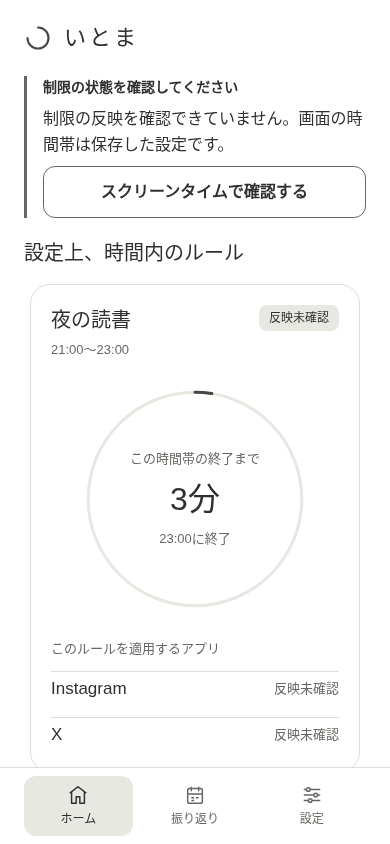 いとま
制限の状態を確認してください
制限の反映を確認できていません。画面の時
間帯は保存した設定です。
スクリーンタイムで確認する
設定上、時間内のルール
夜の読書
反映未確認
21:00〜23:00
この時間帯の終了まで
3分
23:00に終了
このルールを適用するアプリ
Instagram
反映未確認
X
反映未確認
ホーム
振り返り
設定